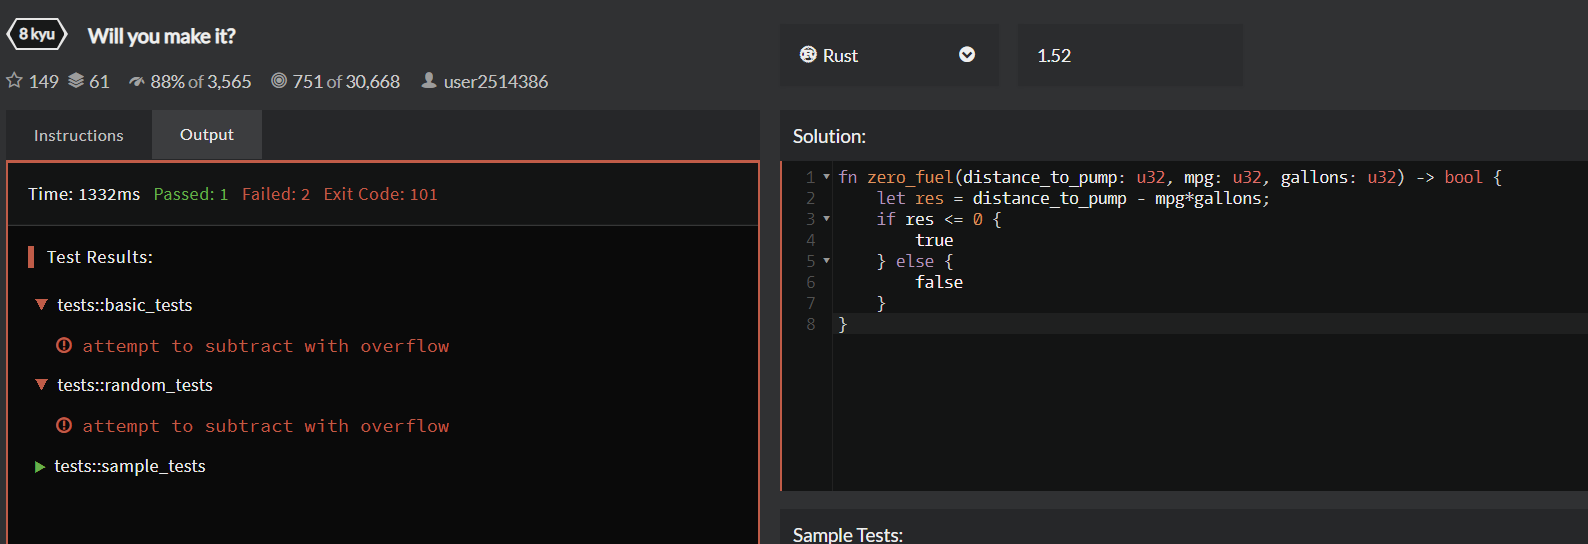 8 kyu Will you make it?
149 61 88% of 3,565 751 of 30,668 user2514386
Rust 1.52
Instructions Output
Time: 1332ms Passed: 1 Failed: 2 Exit Code: 101
Test Results:
tests::basic_tests
attempt to subtract with overflow
tests::random_tests
attempt to subtract with overflow
tests::sample_tests
Solution:
1 fn zero_fuel(distance_to_pump: u32, mpg: u32, gallons: u32) -> bool {
2     let res = distance_to_pump - mpg*gallons;
3     if res <= 0 {
4         true
5     } else {
6         false
7     }
8 }
Sample Tests: